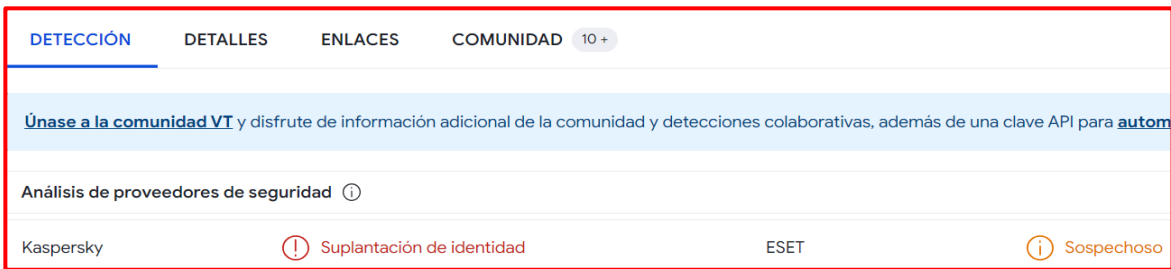 DETECCIÓN DETALLES ENLACES COMUNIDAD 10 +
Únase a la comunidad VT y disfrute de información adicional de la comunidad y detecciones colaborativas, además de una clave API para
Análisis de proveedores de seguridad
Kaspersky Suplantación de identidad ESET Sospechoso